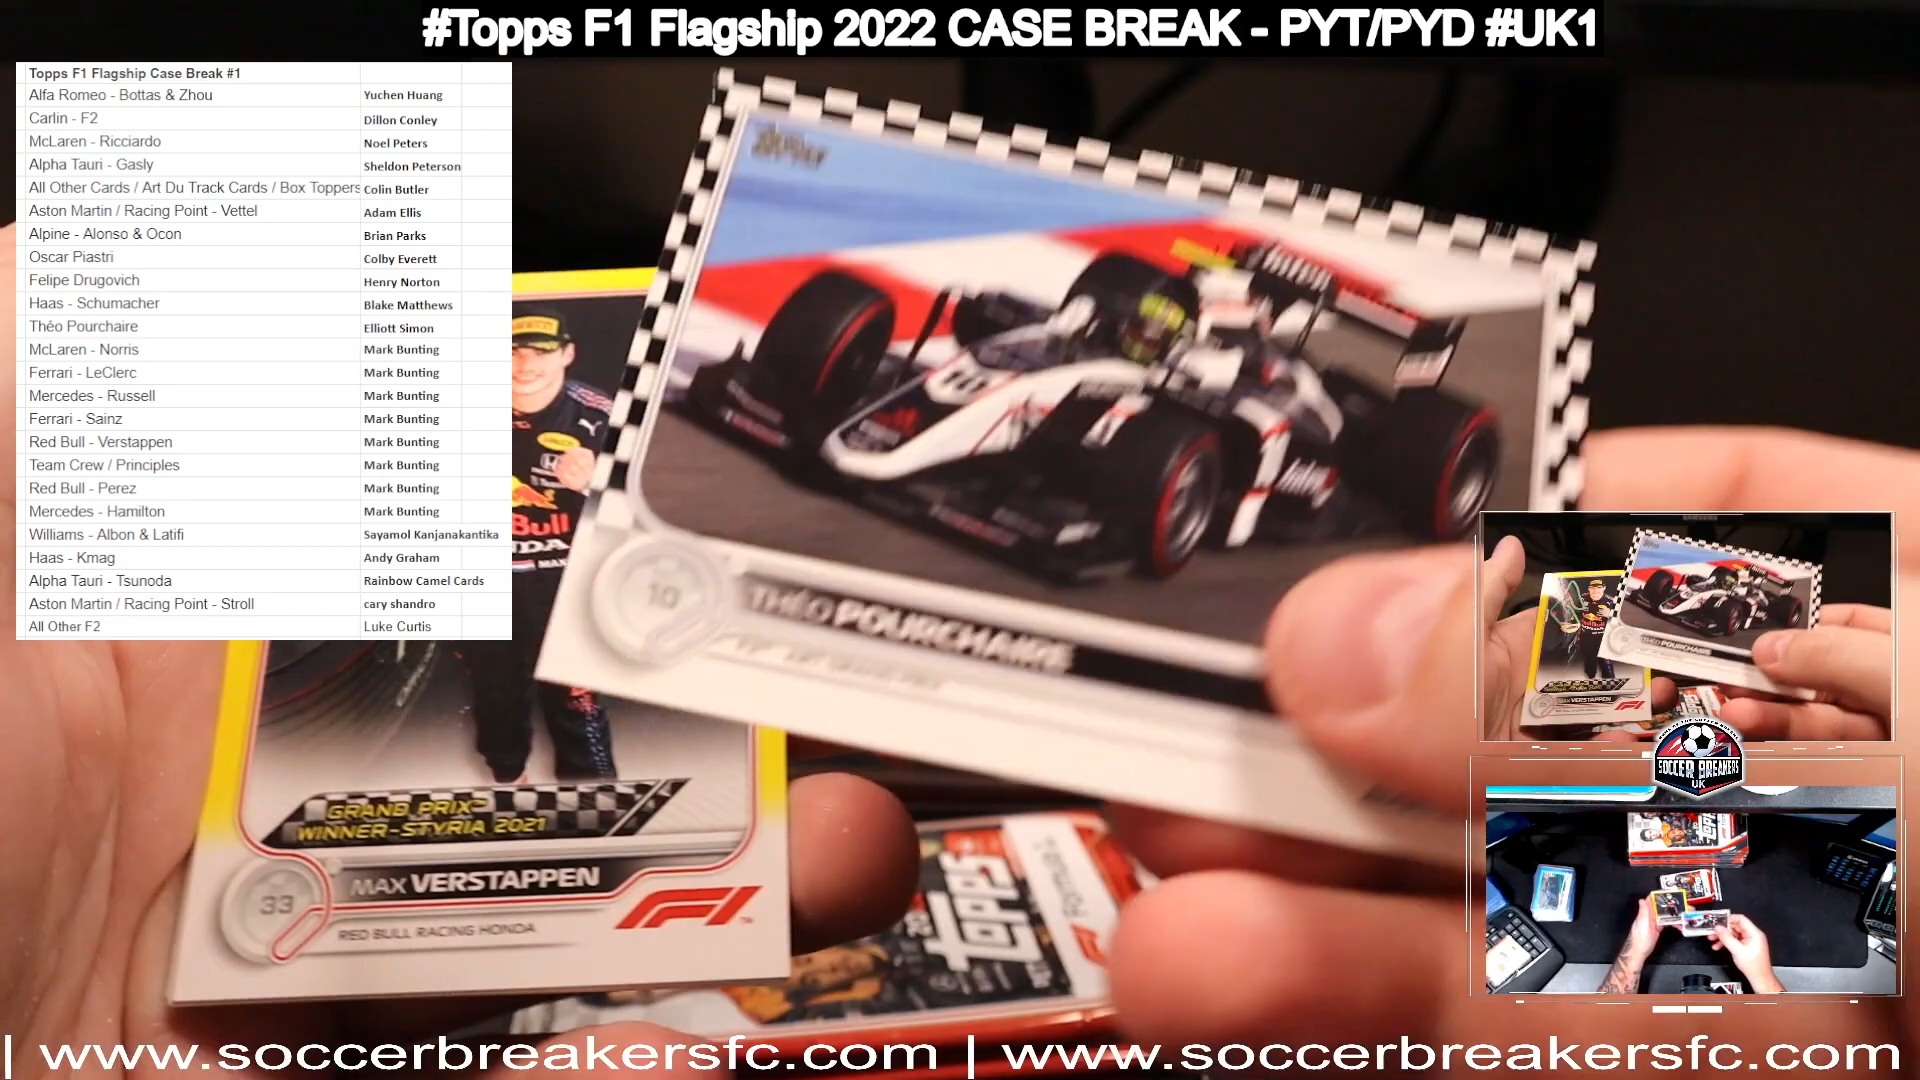 #Topps F1 Flagship 2022 CASE BREAK - PYT/PYD #UK1
Topps F1 Flagship Case Break #1
Alfa Romeo - Bottas & Zhou Yuchen Huang
Carlin - F2 Dillon Conley
McLaren - Ricciardo Noel Peters
Alpha Tauri - Gasly Sheldon Peterson
All Other Cards / Art Du Track Cards / Box Toppers Colin Butler
Aston Martin / Racing Point - Vettel Adam Ellis
Alpine - Alonso & Ocon Brian Parks
Oscar Piastri Colby Everett
Felipe Drugovich Henry Norton
Haas - Schumacher Blake Matthews
Théo Pourchaire Elliott Simon
McLaren - Norris Mark Bunting
Ferrari - LeClerc Mark Bunting
Mercedes - Russell Mark Bunting
Ferrari - Sainz Mark Bunting
Red Bull - Verstappen Mark Bunting
Team Crew / Principles Mark Bunting
Red Bull - Perez Mark Bunting
Mercedes - Hamilton Mark Bunting
Williams - Albon & Latifi Sayamol Kanjanakantika
Haas - Kmag Andy Graham
Alpha Tauri - Tsunoda Rainbow Camel Cards
Aston Martin / Racing Point - Stroll cary shandro
All Other F2 Luke Curtis
topps
10
THÉO POURCHAIRE
GRAND PRIX™
WINNER-STYRIA 2021
33 MAX VERSTAPPEN
RED BULL RACING HONDA
F1
topps
MAX VERSTAPPEN
SOCCER BREAKERS
UK
| www.soccerbreakersfc.com | www.soccerbreakersfc.com